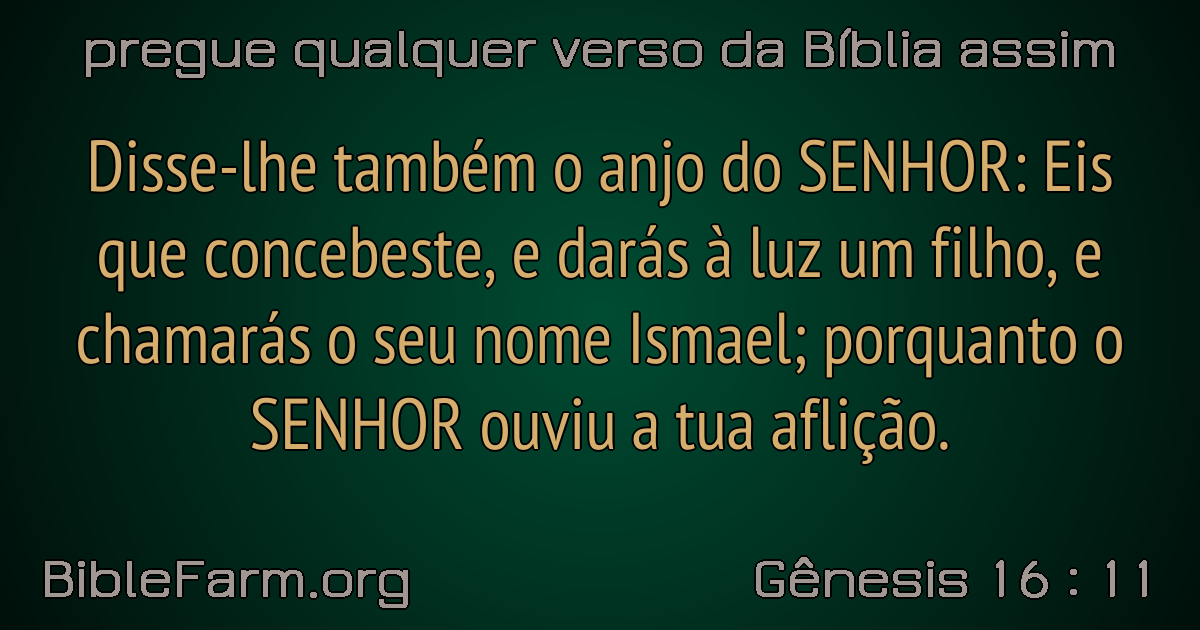 pregue qualquer verso da Bíblia assim
Disse-lhe também o anjo do SENHOR: Eis
que concebeste, e darás à luz um filho, e
chamarás o seu nome Ismael; porquanto o
SENHOR ouviu a tua aflição.
BibleFarm.org
Gênesis 16 : 11